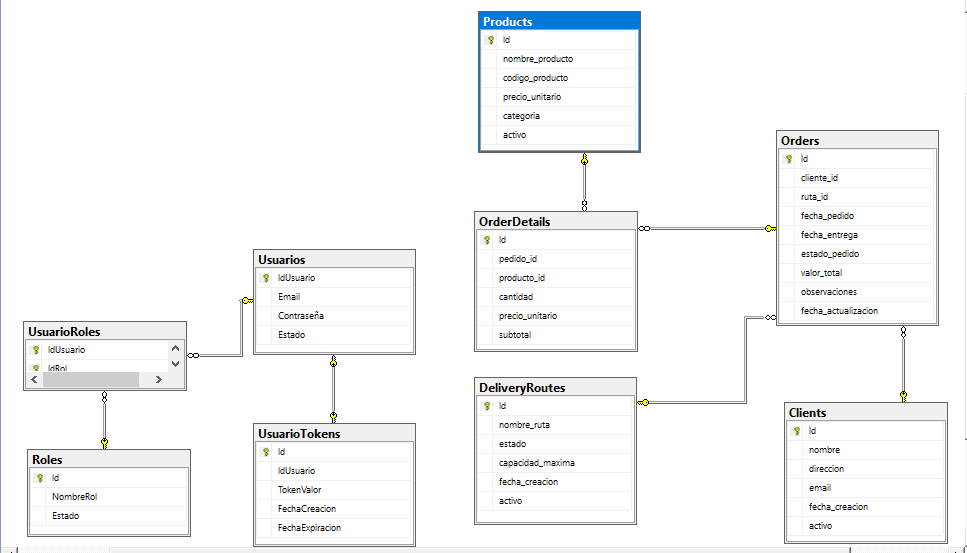 Products
Id
nombre_producto
codigo_producto
precio_unitario
categoria
activo
Orders
Id
cliente_id
ruta_id
fecha_pedido
fecha_entrega
estado_pedido
valor_total
observaciones
fecha_actualizacion
OrderDetails
Id
pedido_id
producto_id
cantidad
precio_unitario
subtotal
Usuarios
IdUsuario
Email
Contraseña
Estado
UsuarioRoles
IdUsuario
IdRol
DeliveryRoutes
Id
nombre_ruta
estado
capacidad_maxima
fecha_creacion
activo
Clients
Id
nombre
direccion
email
fecha_creacion
activo
UsuarioTokens
Id
IdUsuario
TokenValor
FechaCreacion
FechaExpiracion
Roles
Id
NombreRol
Estado